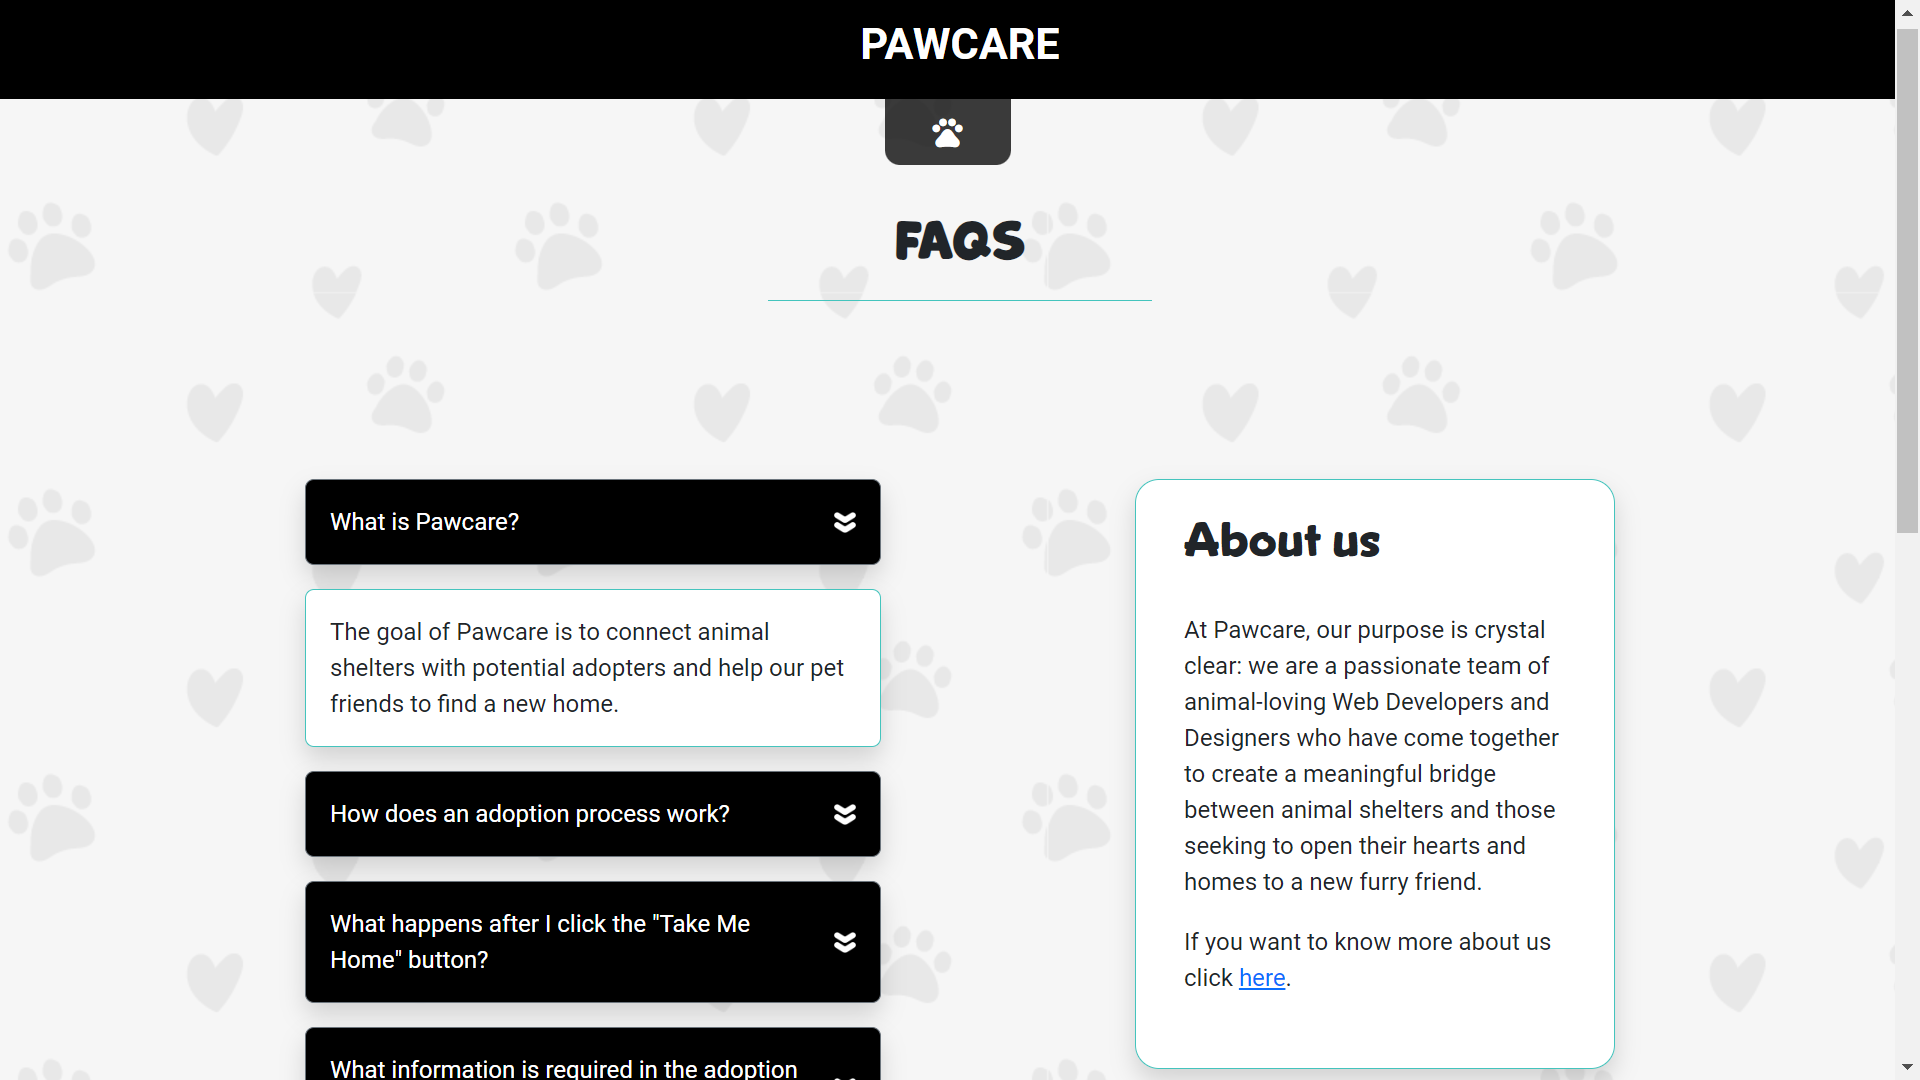 PAWCARE
FAQS
What is Pawcare?
The goal of Pawcare is to connect animal
shelters with potential adopters and help our pet
friends to find a new home.
How does an adoption process work?
What happens after I click the "Take Me
Home" button?
What information is required in the adoption
About us
At Pawcare, our purpose is crystal
clear: we are a passionate team of
animal-loving Web Developers and
Designers who have come together
to create a meaningful bridge
between animal shelters and those
seeking to open their hearts and
homes to a new furry friend.
If you want to know more about us
click here.